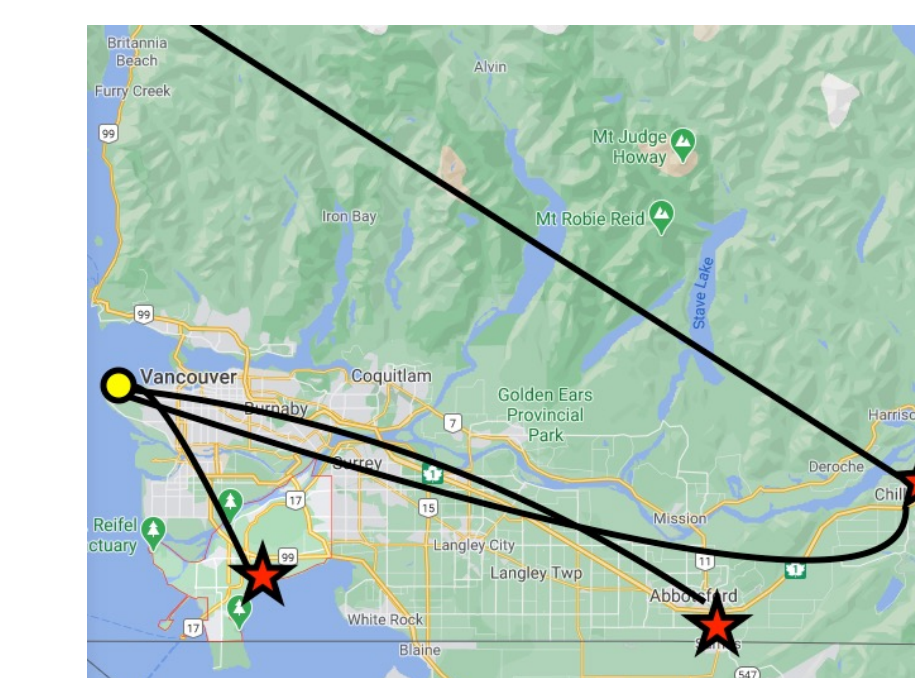 Britannia
Beach
Alvin
Furry Creek
99
Mt Judge
Howay
Iron Bay
Mt Robie Reid
Stave Lake
99
Vancouver
Coquitlam
Burnaby
Golden Ears
Provincial
Park
7
Harrisc
Surrey
1
Deroche
17
15
Chill
Reifel
ctuary
Mission
Langley City
99
11
1
Langley Twp
Abbotsford
17
White Rock
Blaine
547